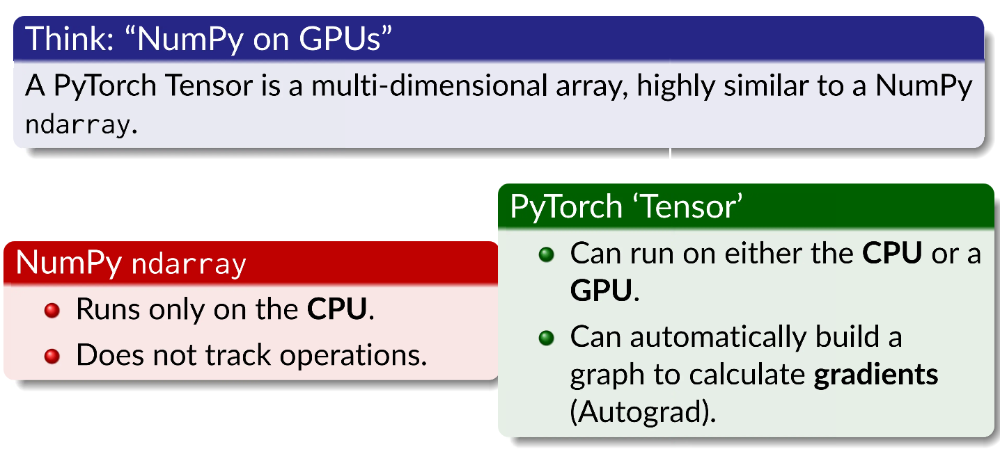 Think: “NumPy on GPUs”
A PyTorch Tensor is a multi-dimensional array, highly similar to a NumPy
ndarray.
NumPy ndarray
Runs only on the CPU.
Does not track operations.
PyTorch ‘Tensor’
Can run on either the CPU or a
GPU.
Can automatically build a
graph to calculate gradients
(Autograd).